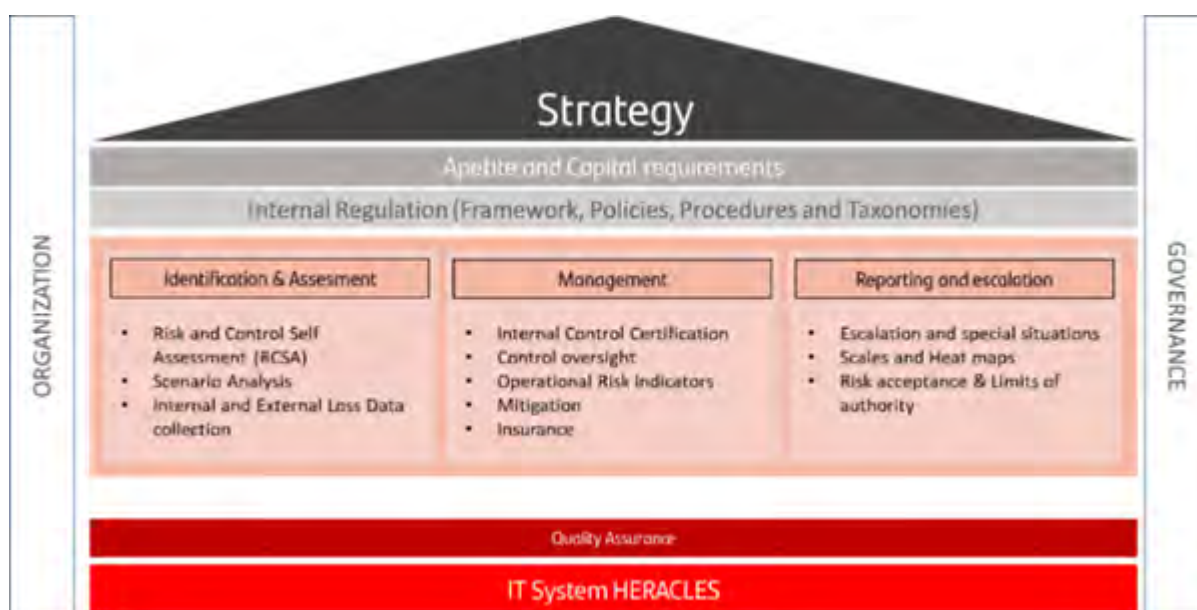 Strategy
Apetite and Capital requirements
Internal Regulation (Framework, Policies, Procedures and Taxonomies)
ORGANIZATION
Identification & Assesment
• Risk and Control Self
Assessment (RCSA)
• Scenario Analysis
• Internal and External Loss Data
collection
Management
• Internal Control Certification
• Control oversight
• Operational Risk Indicators
• Mitigation
• Insurance
Reporting and escalation
• Escalation and special situations
• Scales and Heat maps
• Risk acceptance & Limits of
authority
GOVERNANCE
Quality Assurance
IT System HERACLES